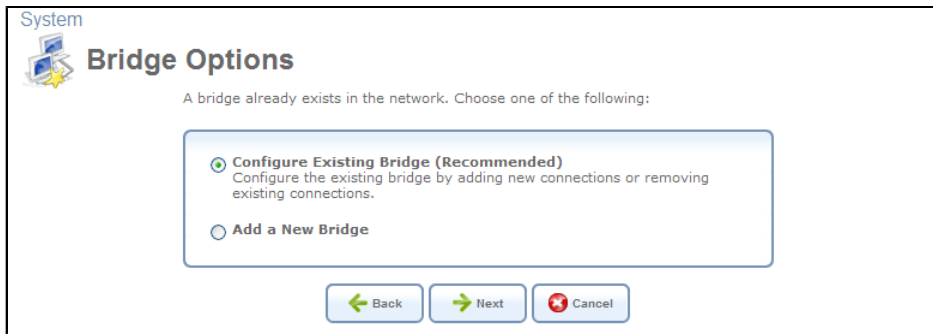 System
Bridge Options
A bridge already exists in the network. Choose one of the following:
Configure Existing Bridge (Recommended)
Configure the existing bridge by adding new connections or removing
existing connections.
Add a New Bridge
Back
Next
Cancel